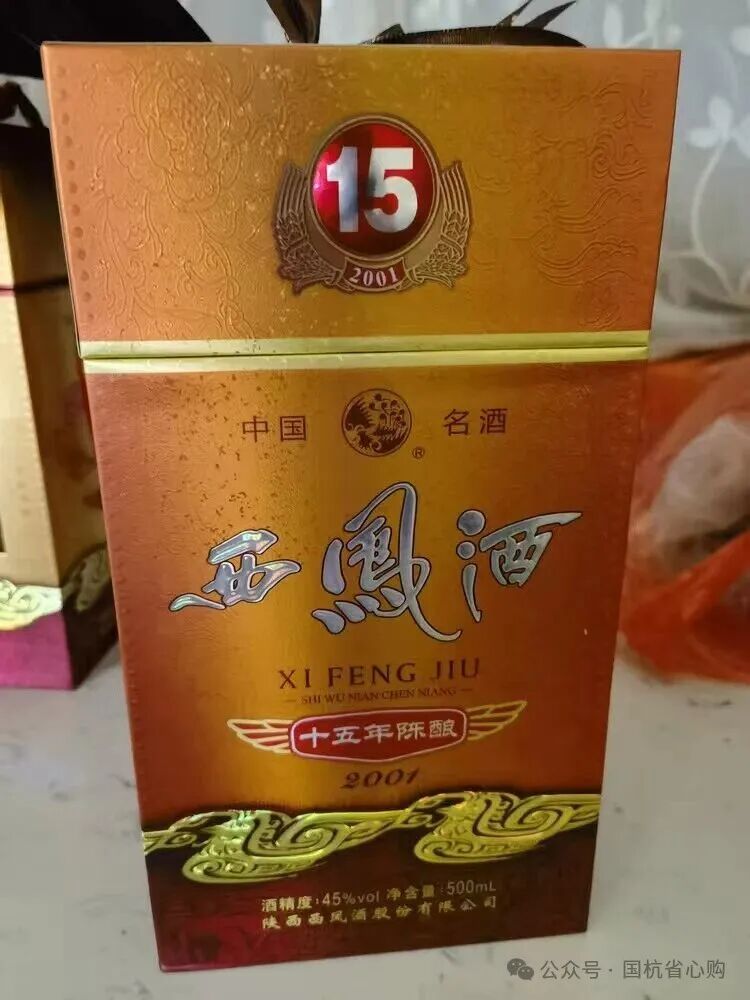 15
2001
中国 名酒
®
西鳳酒
XI FENG JIU
SHI WU NIAN CHEN NIANG
十五年陈酿
2001
酒精度:45%vol 净含量:500mL
陕西西凤酒股份有限公司
公众号·国杭省心购